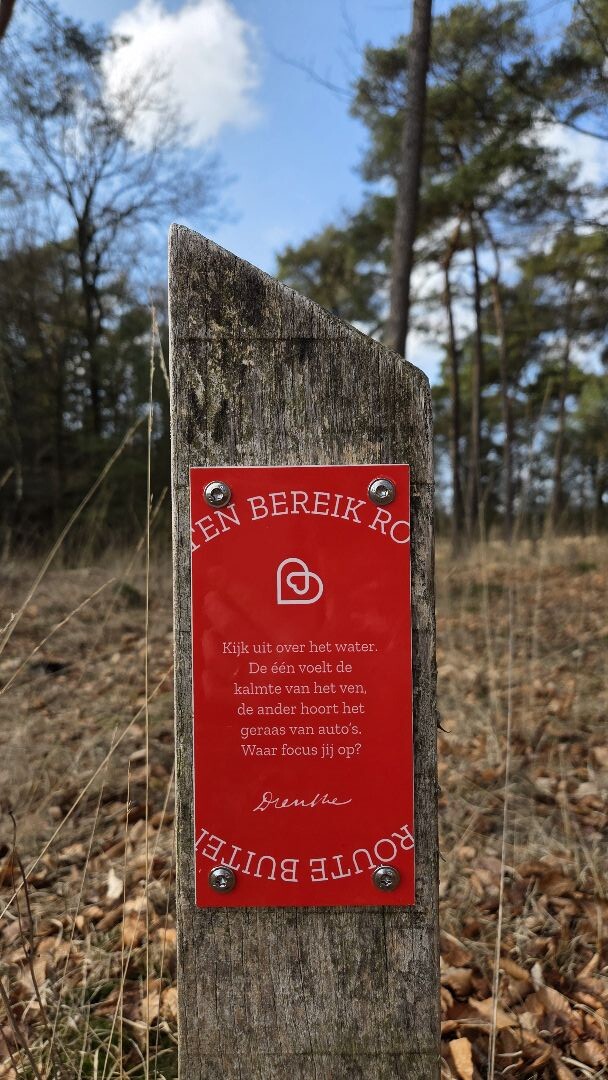 TEN BEREIK RO
Kijk uit over het water.
De één voelt de
kalmte van het ven,
de ander hoort het
geraas van auto's.
Waar focus jij op?
Drenthe
ROUTE BUITEN